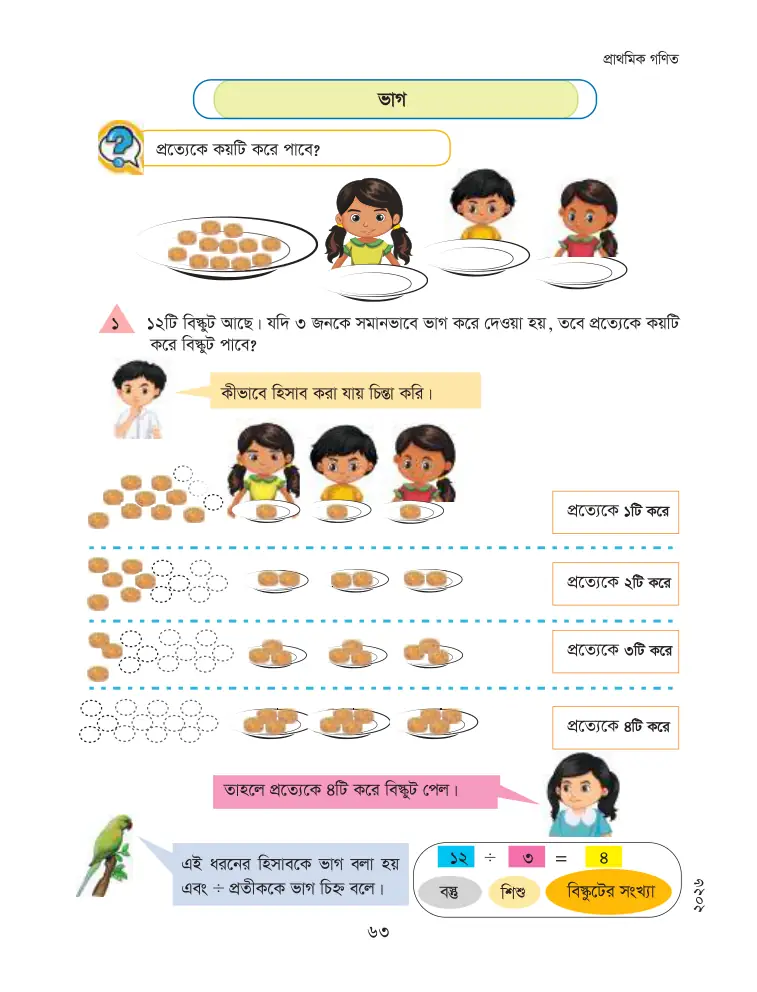 প্রাথমিক গণিত
ভাগ
প্রত্যেকে কয়টি করে পাবে?
১ ১২টি বিস্কুট আছে। যদি ৩ জনকে সমানভাবে ভাগ করে দেওয়া হয়, তবে প্রত্যেকে কয়টি
করে বিস্কুট পাবে?
কীভাবে হিসাব করা যায় চিন্তা করি।
প্রত্যেকে ১টি করে
প্রত্যেকে ২টি করে
প্রত্যেকে ৩টি করে
প্রত্যেকে ৪টি করে
তাহলে প্রত্যেকে ৪টি করে বিস্কুট পেল।
এই ধরনের হিসাবকে ভাগ বলা হয়
এবং ÷ প্রতীককে ভাগ চিহ্ন বলে।
১২ ÷ ৩ = ৪
বস্তু শিশু বিস্কুটের সংখ্যা
২০২৬
৬৩